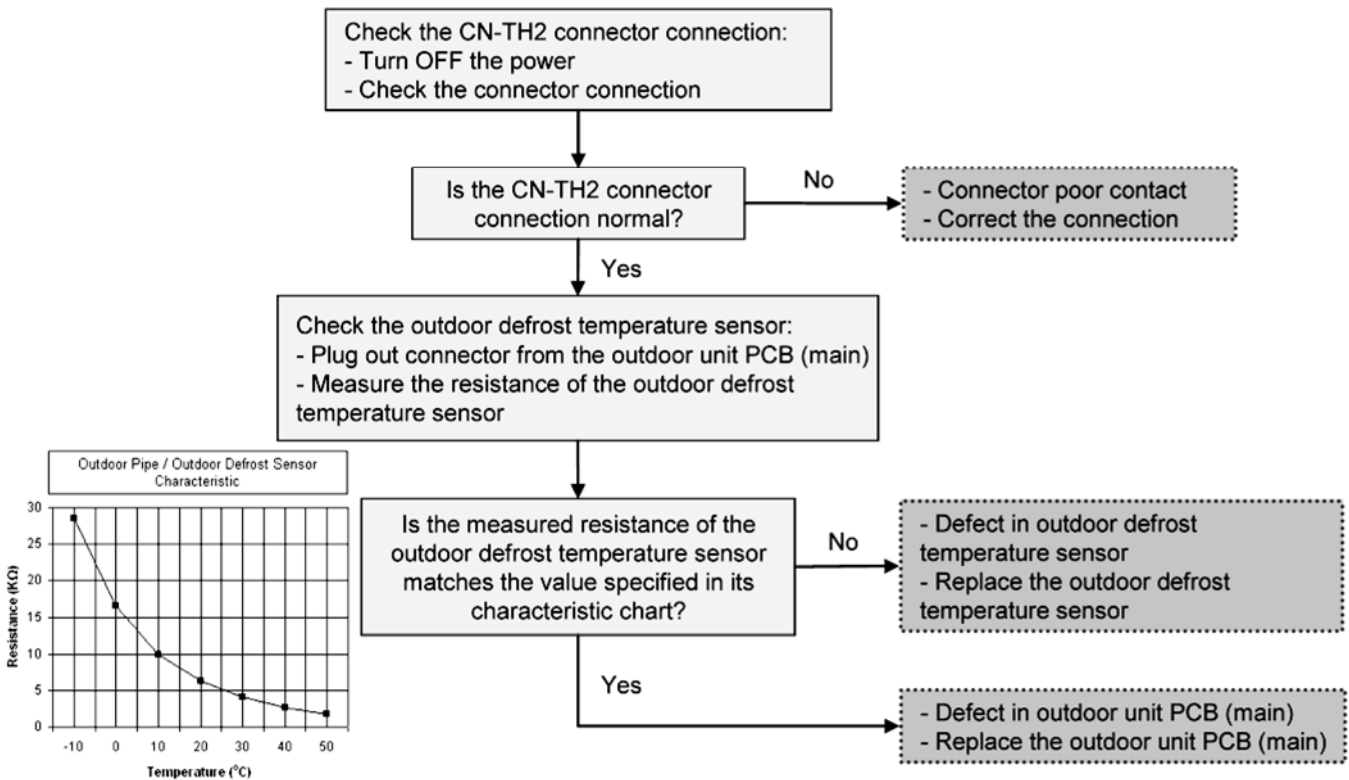 Check the CN-TH2 connector connection:
- Turn OFF the power
- Check the connector connection
Is the CN-TH2 connector
connection normal?
No
- Connector poor contact
- Correct the connection
Yes
Check the outdoor defrost temperature sensor:
- Plug out connector from the outdoor unit PCB (main)
- Measure the resistance of the outdoor defrost
temperature sensor
Outdoor Pipe / Outdoor Defrost Sensor
Characteristic
Resistance (KΩ)
30
25
20
15
10
5
0
-10 0 10 20 30 40 50
Temperature (°C)
Is the measured resistance of the
outdoor defrost temperature sensor
matches the value specified in its
characteristic chart?
No
- Defect in outdoor defrost
temperature sensor
- Replace the outdoor defrost
temperature sensor
Yes
- Defect in outdoor unit PCB (main)
- Replace the outdoor unit PCB (main)